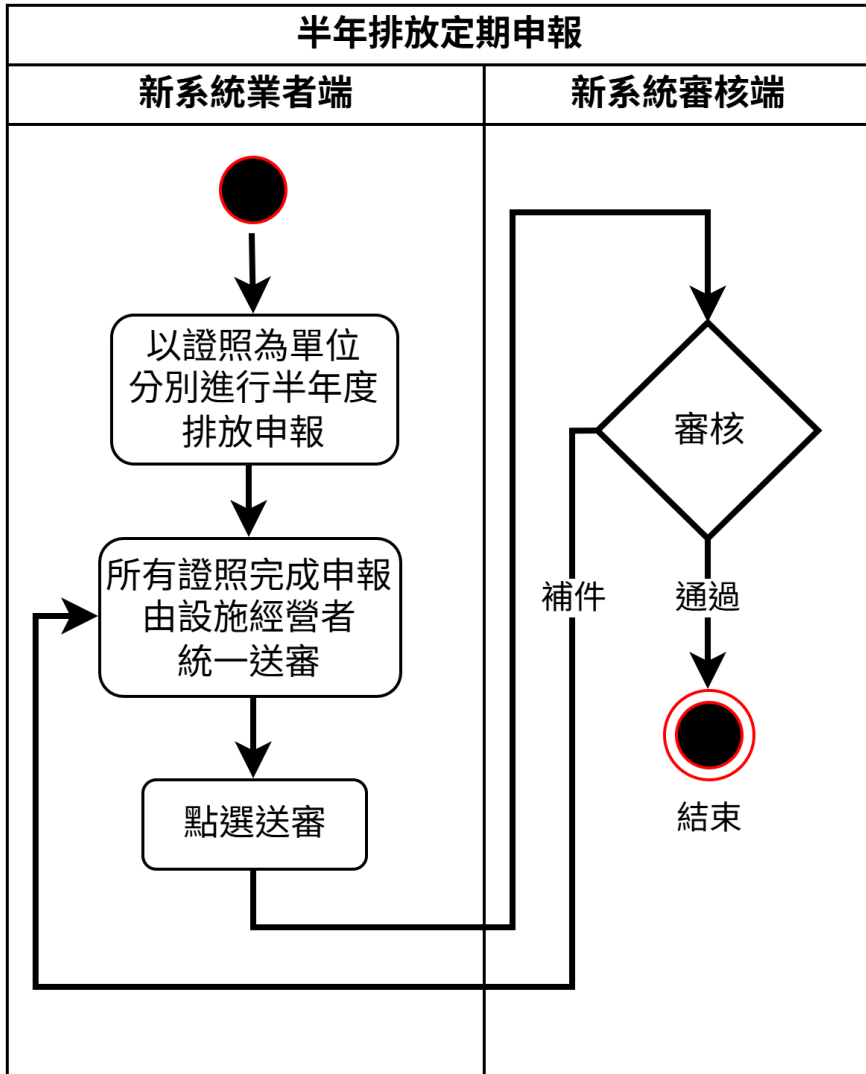 半年排放定期申報
新系統業者端
新系統審核端
以證照為單位
分別進行半年度
排放申報
審核
所有證照完成申報
由設施經營者
統一送審
補件
通過
點選送審
結束